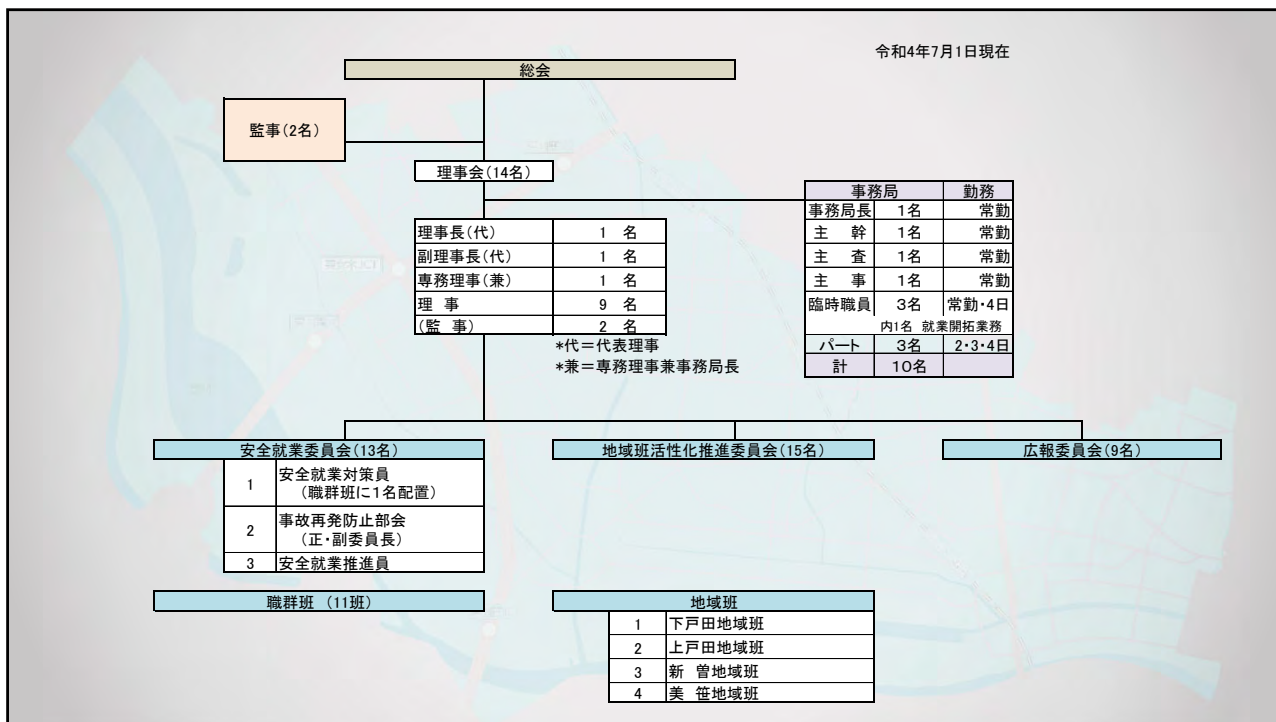 令和4年7月1日現在
総会
監事(2名)
理事会(14名)
事務局 勤務
事務局長 1名 常勤
主 幹 1名 常勤
主 査 1名 常勤
主 事 1名 常勤
臨時職員 3名 常勤・4日
内1名 就業開拓業務
パート 3名 2・3・4日
計 10名
理事長(代) 1 名
副理事長(代) 1 名
専務理事(兼) 1 名
理 事 9 名
(監 事) 2 名
*代=代表理事
*兼=専務理事兼事務局長
安全就業委員会(13名)
1 安全就業対策員
(職群班に1名配置)
2 事故再発防止部会
(正・副委員長)
3 安全就業推進員
地域班活性化推進委員会(15名)
広報委員会(9名)
職群班 (11班)
地域班
1 下戸田地域班
2 上戸田地域班
3 新 曽地域班
4 美 笹地域班